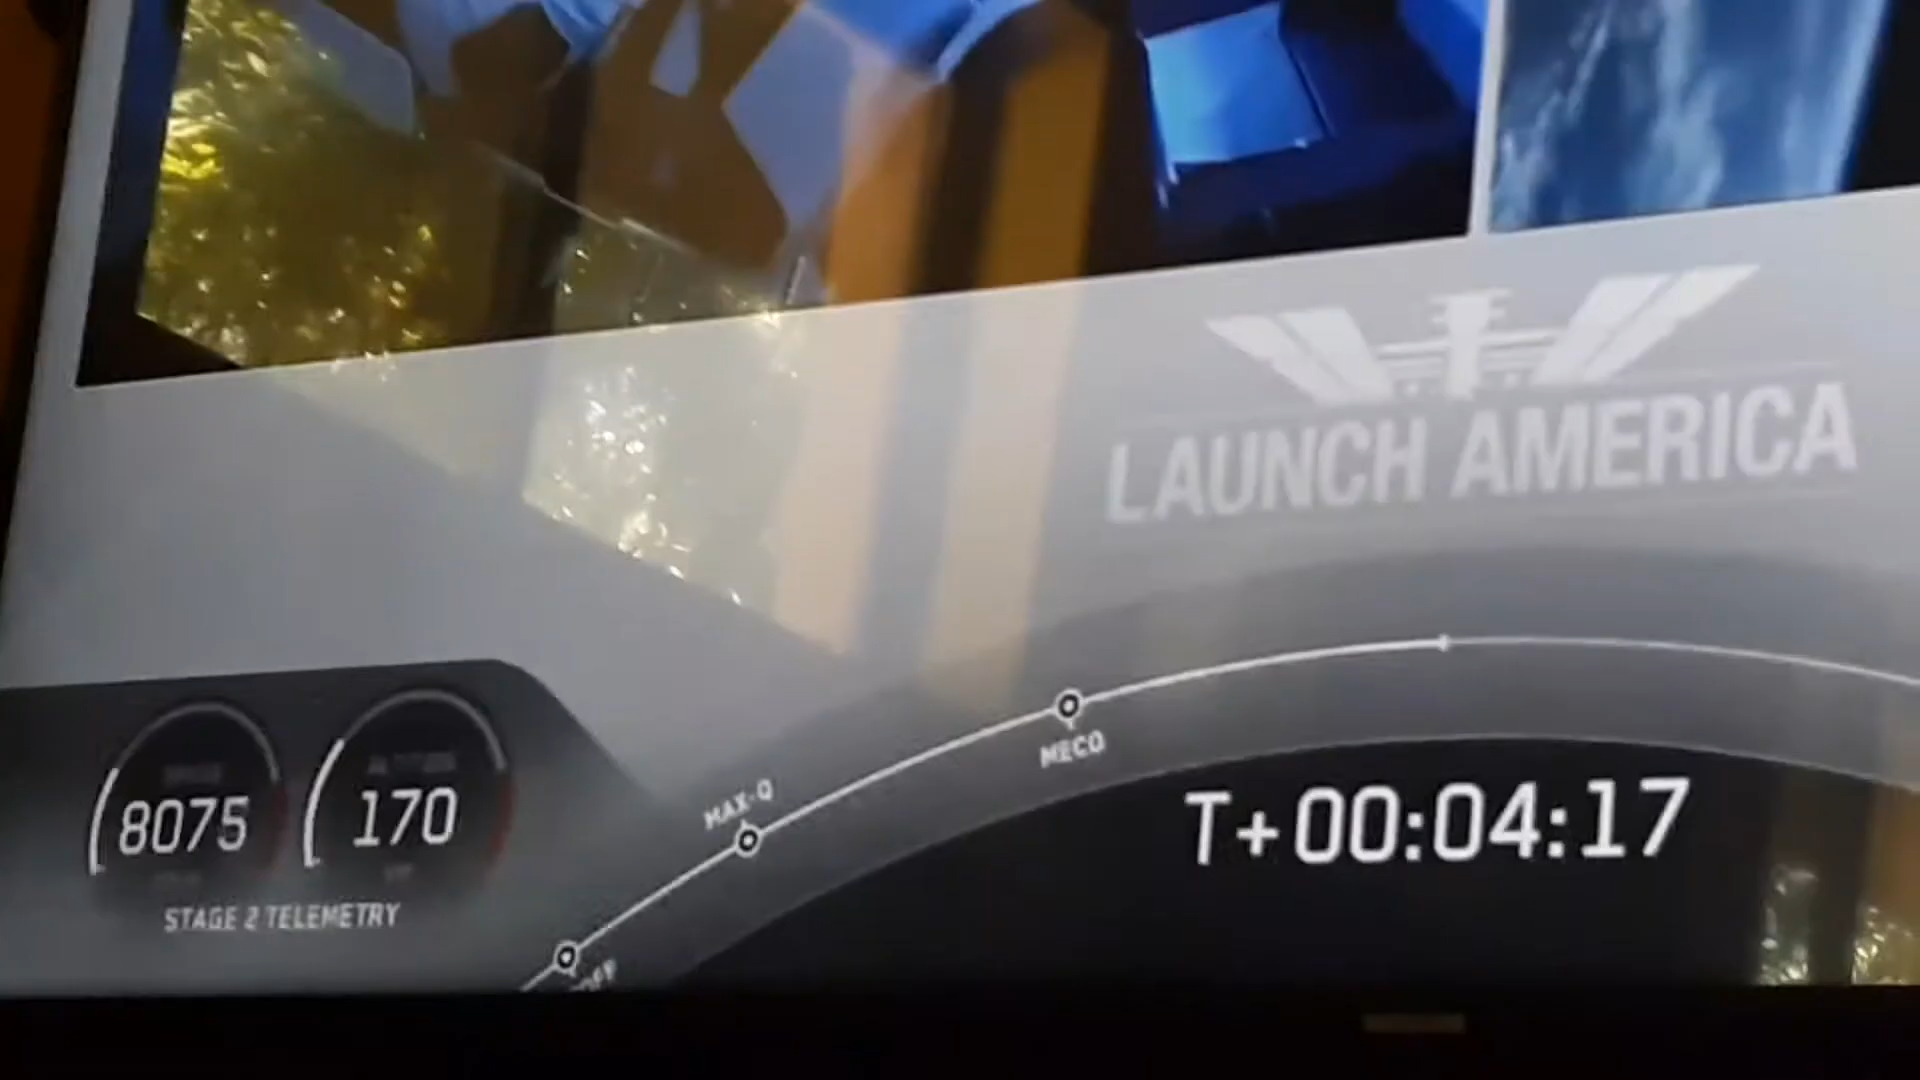 LAUNCH AMERICA
MECO
MAX-Q
T+00:04:17
8075
170
STAGE 2 TELEMETRY